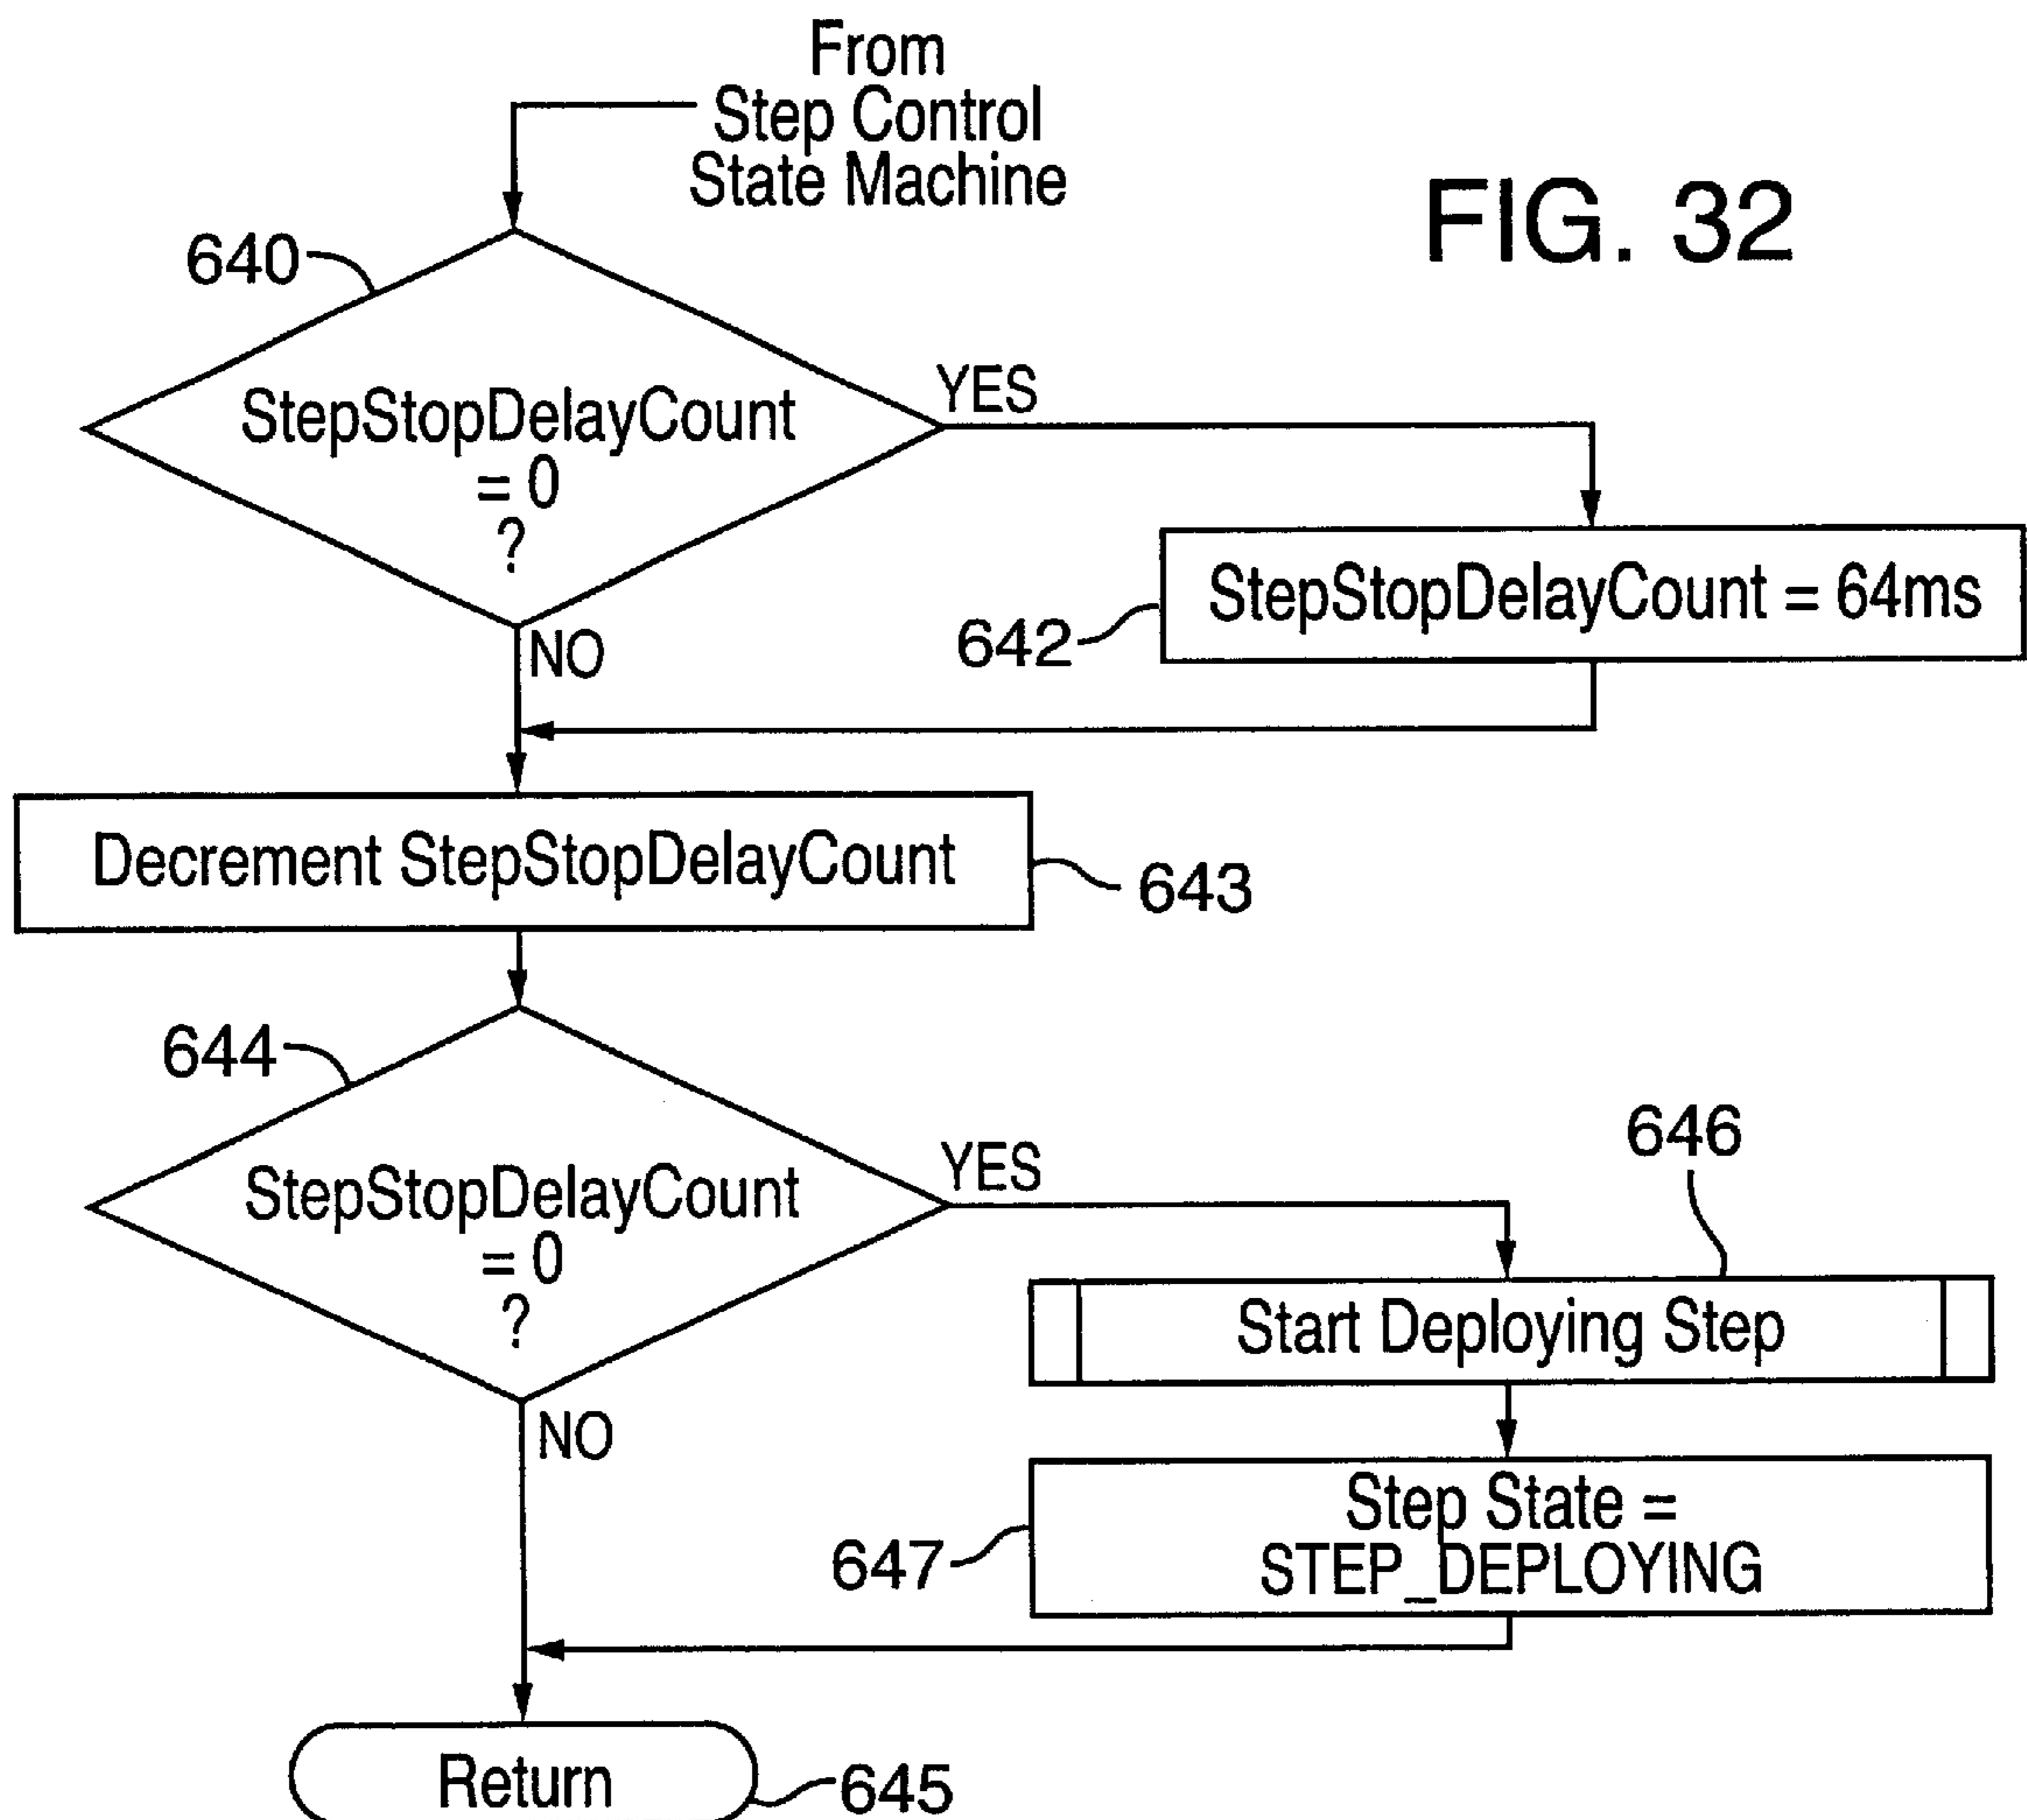 From
Step Control
State Machine
FIG. 32
640
StepStopDelayCount
= 0
?
YES
StepStopDelayCount = 64ms
642
NO
Decrement StepStopDelayCount
643
644
StepStopDelayCount
= 0
?
YES
646
Start Deploying Step
NO
Step State =
STEP_DEPLOYING
647
Return
645